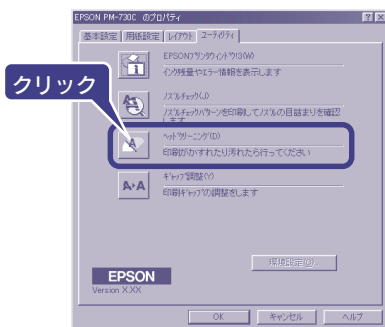 EPSON PM-730C のプロパティ
基本設定 用紙設定 レイアウト ユーティリティ
EPSONプリンタウィンドウ!3(W)
インク残量やエラー情報を表示します
クリック
ノズルチェック(J)
ノズルチェックパターンを印刷してノズルの目詰まりを確認
します
ヘッドクリーニング(D)
印刷がかすれたり汚れたら行ってください
ギャップ調整(Y)
印刷ギャップの調整をします
環境設定(O)...
EPSON
Version X.XX
OK キャンセル ヘルプ